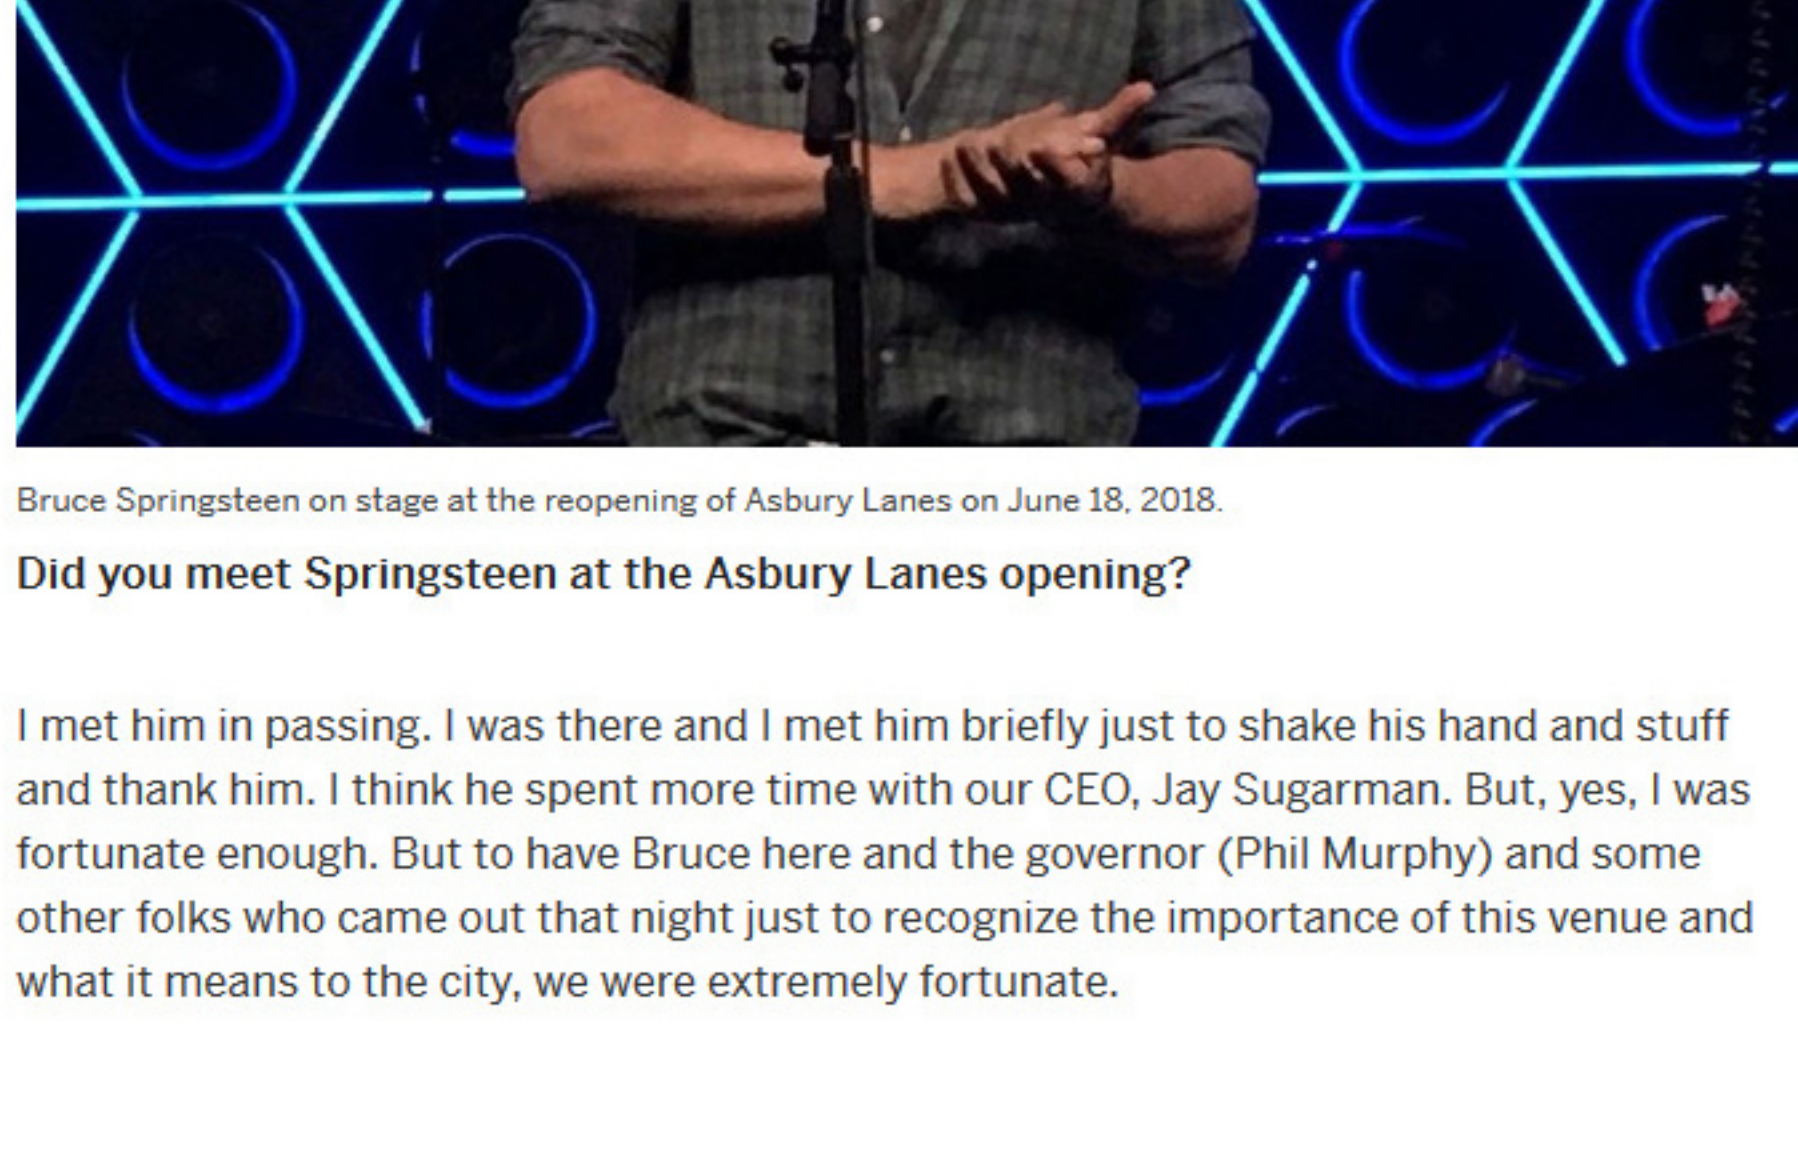 Bruce Springsteen on stage at the reopening of Asbury Lanes on June 18, 2018.
Did you meet Springsteen at the Asbury Lanes opening?
I met him in passing. I was there and I met him briefly just to shake his hand and stuff
and thank him. I think he spent more time with our CEO, Jay Sugarman. But, yes, I was
fortunate enough. But to have Bruce here and the governor (Phil Murphy) and some
other folks who came out that night just to recognize the importance of this venue and
what it means to the city, we were extremely fortunate.